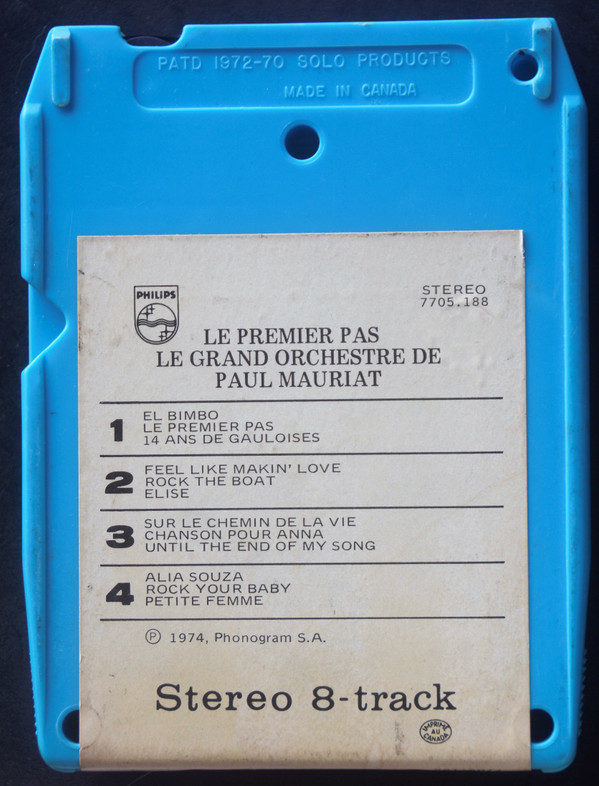 PATD 1972-70 SOLO PRODUCTS
MADE IN CANADA
PHILIPS
STEREO
7705.188
LE PREMIER PAS
LE GRAND ORCHESTRE DE
PAUL MAURIAT
1
EL BIMBO
LE PREMIER PAS
14 ANS DE GAULOISES
2
FEEL LIKE MAKIN' LOVE
ROCK THE BOAT
ELISE
3
SUR LE CHEMIN DE LA VIE
CHANSON POUR ANNA
UNTIL THE END OF MY SONG
4
ALIA SOUZA
ROCK YOUR BABY
PETITE FEMME
℗ 1974, Phonogram S.A.
Stereo 8-track
IMPRIMÉ
AU
CANADA